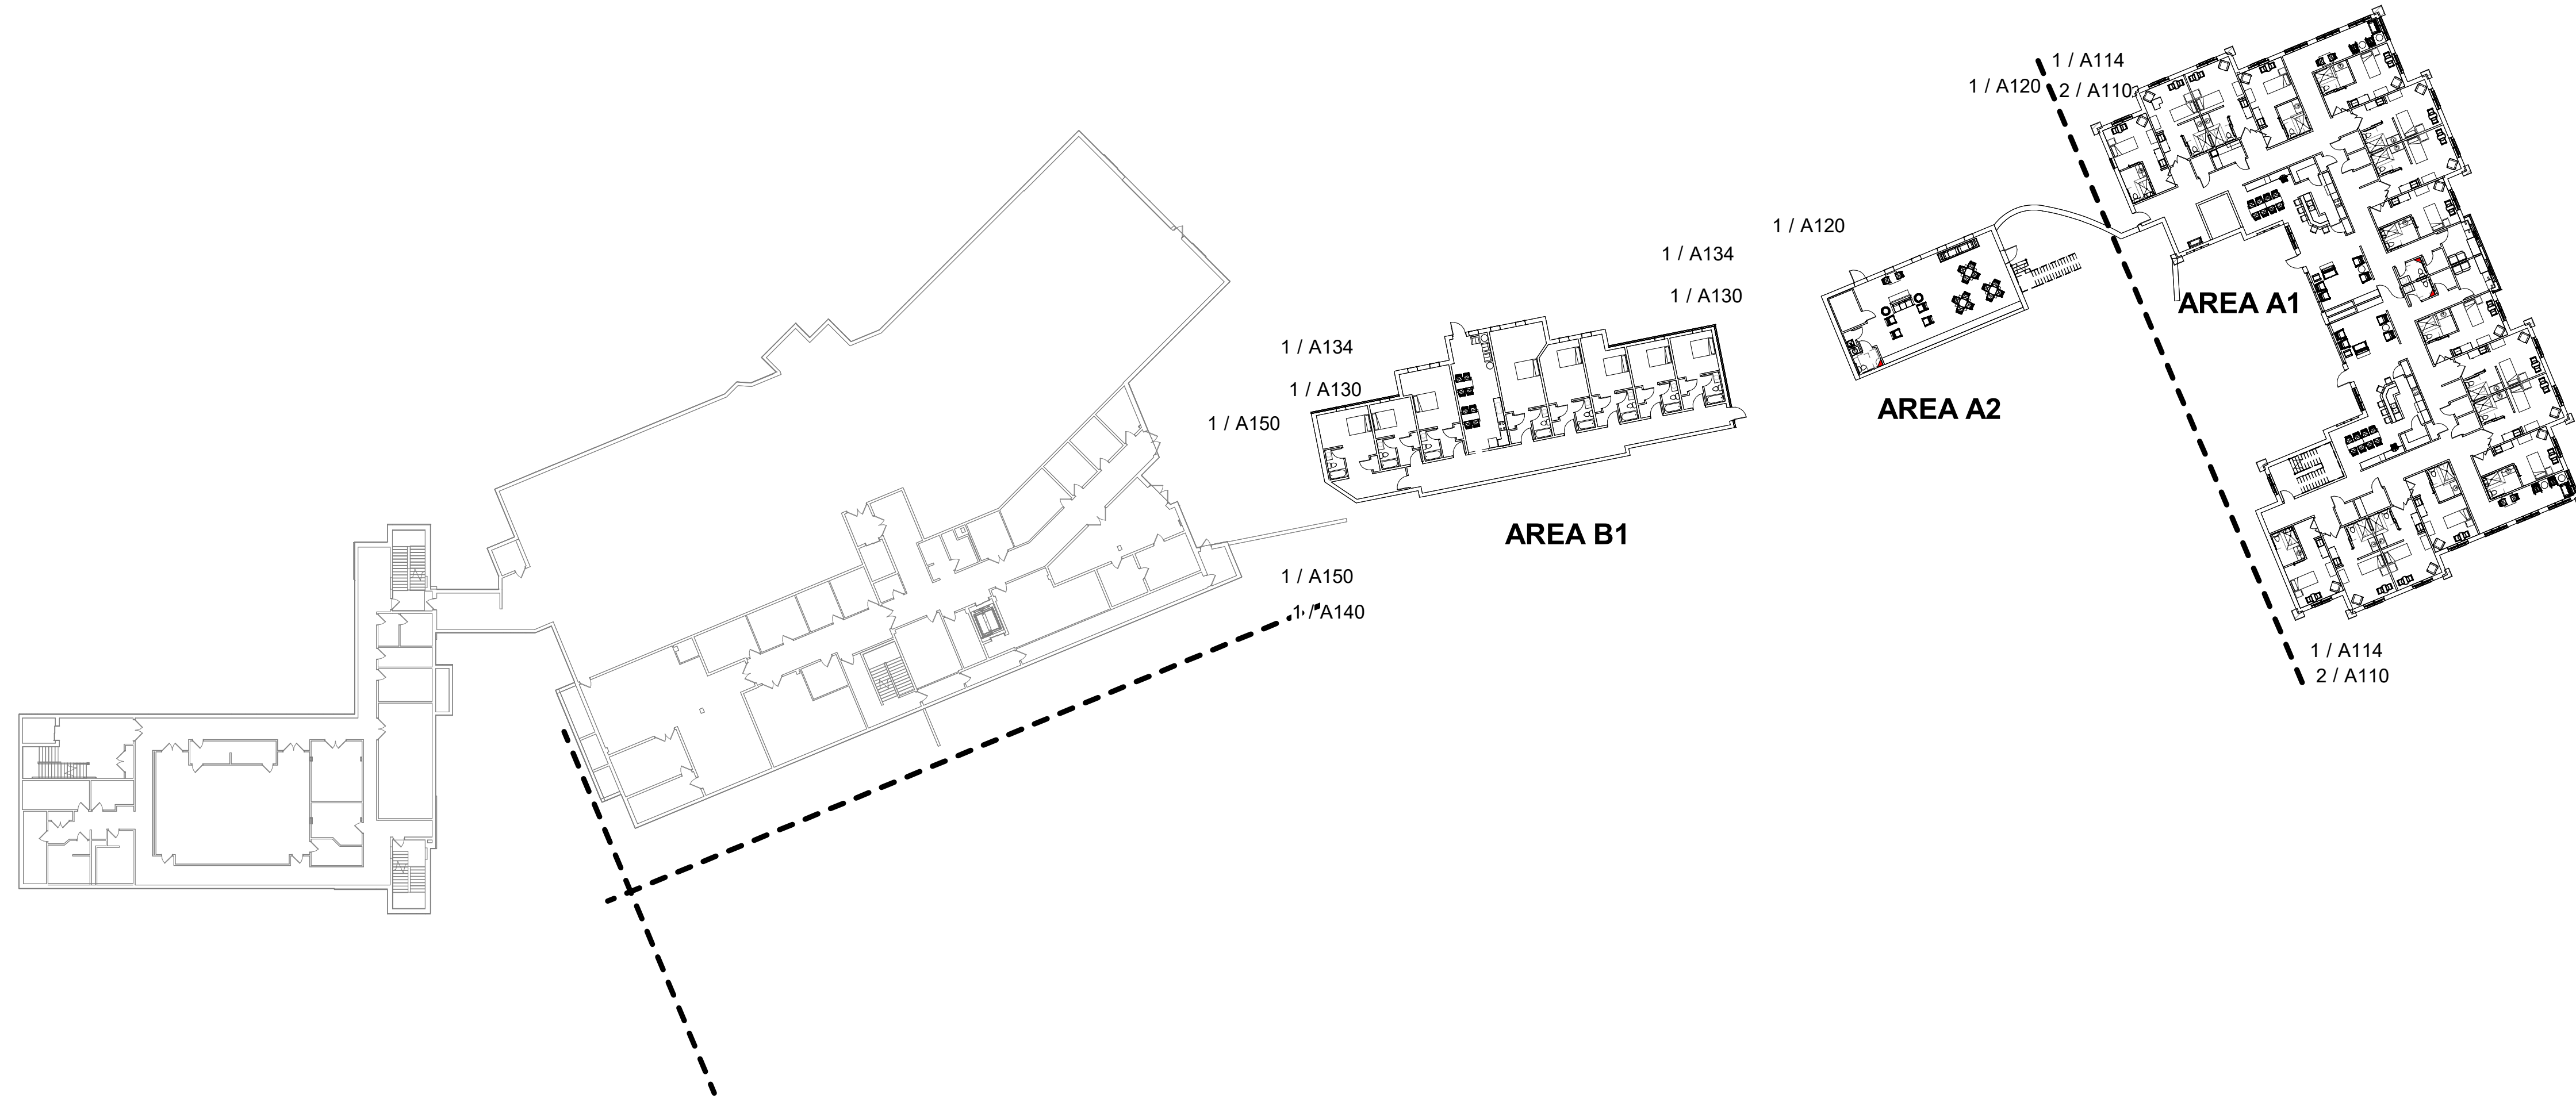 1 / A114
1 / A120
2 / A110
1 / A120
1 / A134
1 / A130
AREA A1
1 / A134
1 / A130
AREA A2
1 / A150
AREA B1
1 / A150
1 / A140
1 / A114
2 / A110